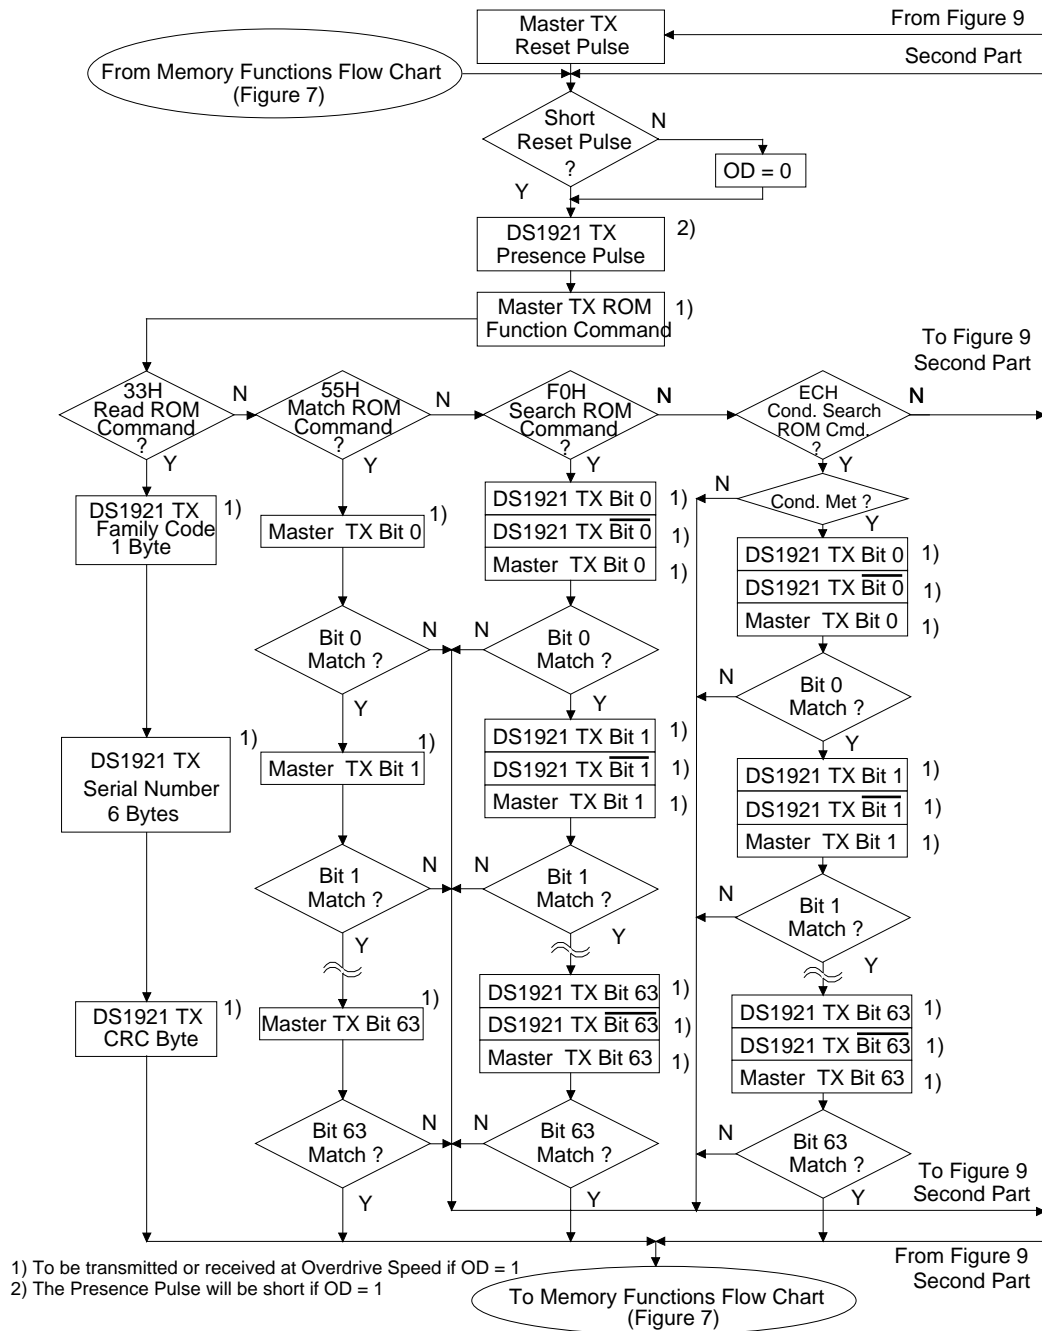 Master TX
Reset Pulse
From Figure 9
Second Part
From Memory Functions Flow Chart
(Figure 7)
Short
Reset Pulse
?
N
Y
OD = 0
DS1921 TX
Presence Pulse
2)
Master TX ROM
Function Command
1)
To Figure 9
Second Part
33H
Read ROM
Command
?
N
Y
55H
Match ROM
Command
?
N
Y
F0H
Search ROM
Command
?
N
Y
ECH
Cond. Search
ROM Cmd.
?
N
Y
DS1921 TX
Family Code
1 Byte
1)
DS1921 TX
Serial Number
6 Bytes
1)
DS1921 TX
CRC Byte
1)
Master TX Bit 0
1)
Bit 0
Match ?
N
Y
Master TX Bit 1
1)
Bit 1
Match ?
N
Y
Master TX Bit 63
1)
Bit 63
Match ?
N
Y
DS1921 TX Bit 0
1)
DS1921 TX Bit 0
1)
Master TX Bit 0
1)
Bit 0
Match ?
N
Y
DS1921 TX Bit 1
1)
DS1921 TX Bit 1
1)
Master TX Bit 1
1)
Bit 1
Match ?
N
Y
DS1921 TX Bit 63
1)
DS1921 TX Bit 63
1)
Master TX Bit 63
1)
Bit 63
Match ?
N
Y
Cond. Met ?
N
Y
DS1921 TX Bit 0
1)
DS1921 TX Bit 0
1)
Master TX Bit 0
1)
Bit 0
Match ?
N
Y
DS1921 TX Bit 1
1)
DS1921 TX Bit 1
1)
Master TX Bit 1
1)
Bit 1
Match ?
N
Y
DS1921 TX Bit 63
1)
DS1921 TX Bit 63
1)
Master TX Bit 63
1)
Bit 63
Match ?
N
Y
To Figure 9
Second Part
From Figure 9
Second Part
1) To be transmitted or received at Overdrive Speed if OD = 1
2) The Presence Pulse will be short if OD = 1
To Memory Functions Flow Chart
(Figure 7)